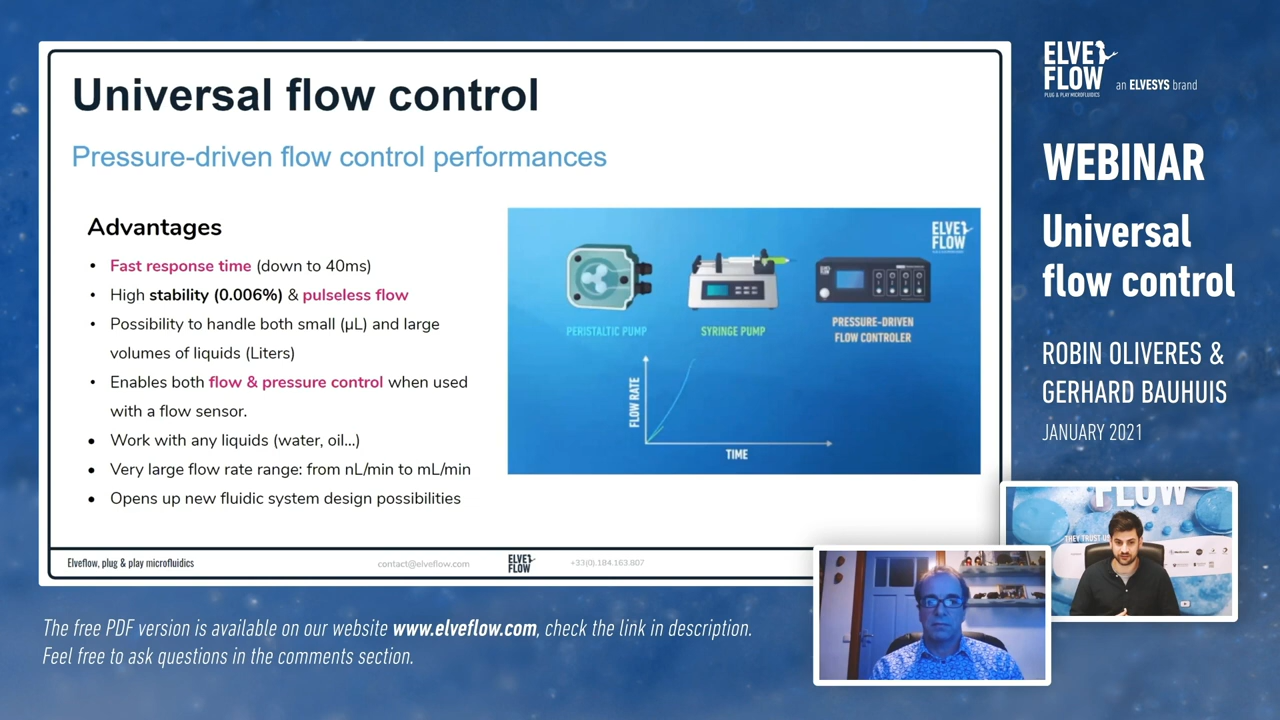 Universal flow control
Pressure-driven flow control performances
Advantages
• Fast response time (down to 40ms)
• High stability (0.006%) & pulseless flow
• Possibility to handle both small (µL) and large
volumes of liquids (Liters)
• Enables both flow & pressure control when used
with a flow sensor.
• Work with any liquids (water, oil...)
• Very large flow rate range: from nL/min to mL/min
• Opens up new fluidic system design possibilities
ELVE
FLOW
PERISTALTIC PUMP
SYRINGE PUMP
PRESSURE-DRIVEN
FLOW CONTROLER
FLOW RATE
TIME
Elveflow, plug & play microfluidics
contact@elveflow.com
ELVE
FLOW
+33(0).184.163.807
ELVE
FLOW
PLUG & PLAY MICROFLUIDICS
an ELVESYS brand
WEBINAR
Universal
flow control
ROBIN OLIVERES &
GERHARD BAUHUIS
JANUARY 2021
FLOW
THEY TRUST US
The free PDF version is available on our website www.elveflow.com, check the link in description.
Feel free to ask questions in the comments section.